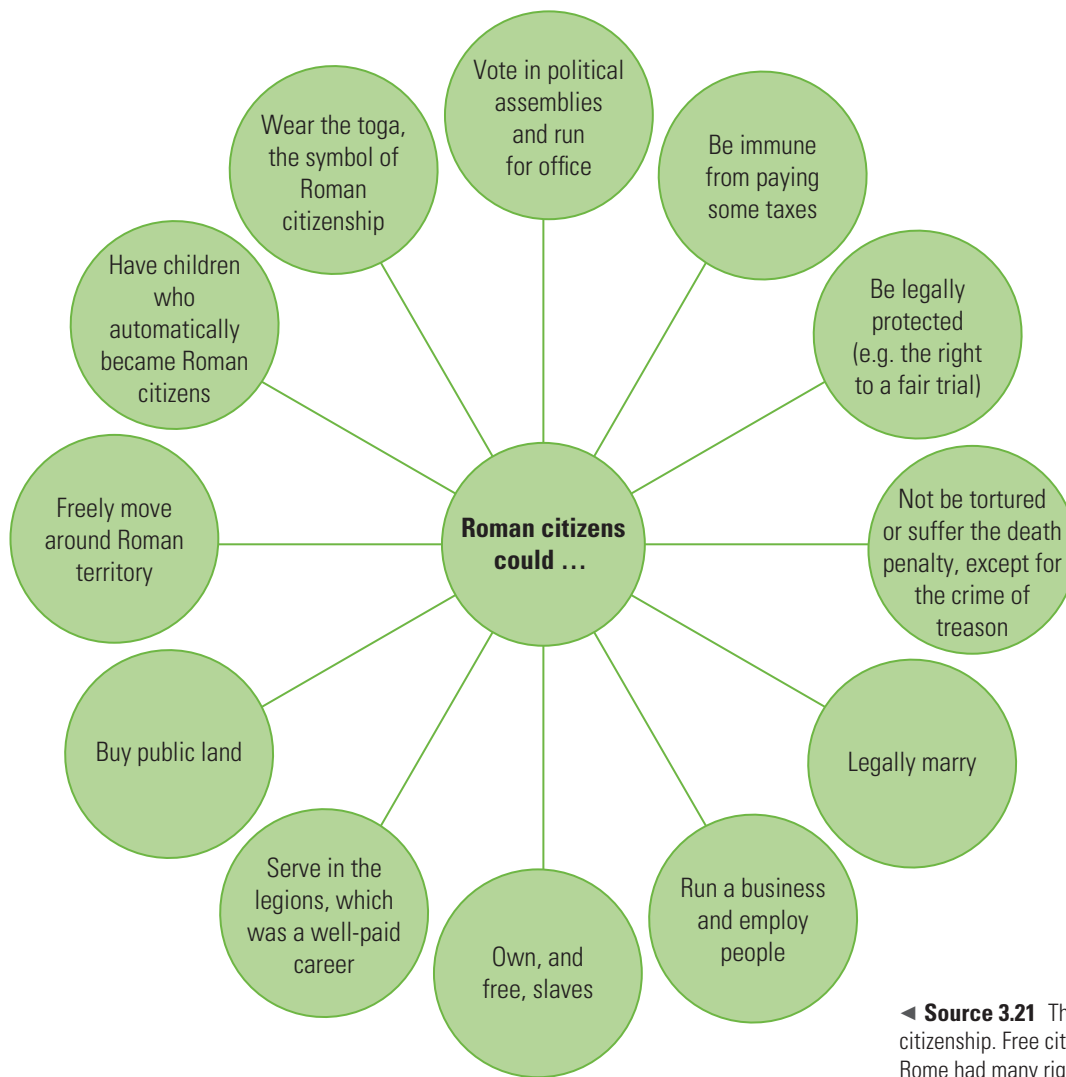 Vote in political
assemblies
and run
for office
Be immune
from paying
some taxes
Be legally
protected
(e.g. the right
to a fair trial)
Not be tortured
or suffer the death
penalty, except for
the crime of
treason
Legally marry
Run a business
and employ
people
Own, and
free, slaves
Serve in the
legions, which
was a well-paid
career
Buy public land
Freely move
around Roman
territory
Have children
who
automatically
became Roman
citizens
Wear the toga,
the symbol of
Roman
citizenship
Roman citizens
could …
◄ Source 3.21
citizenship. Free
Rome had many